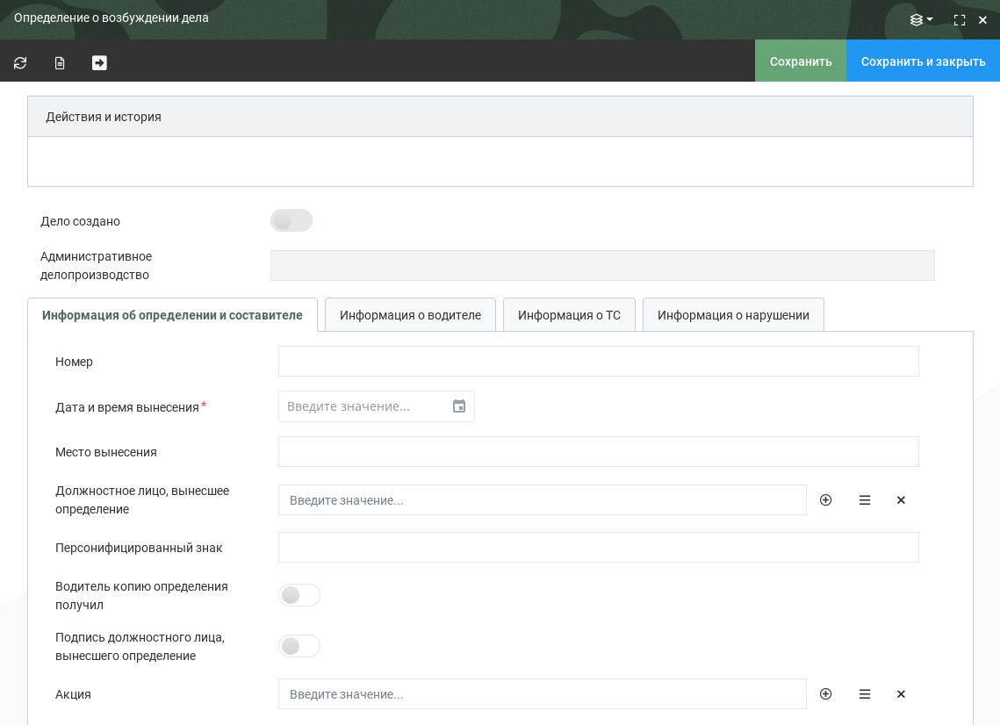 Определение о возбуждении дела
Сохранить
Сохранить и закрыть
Действия и история
Дело создано
Административное
делопроизводство
Информация об определении и составителе
Информация о водителе
Информация о ТС
Информация о нарушении
Номер
Дата и время вынесения*
Введите значение...
Место вынесения
Должностное лицо, вынесшее
определение
Введите значение...
Персонифицированный знак
Водитель копию определения
получил
Подпись должностного лица,
вынесшего определение
Акция
Введите значение...